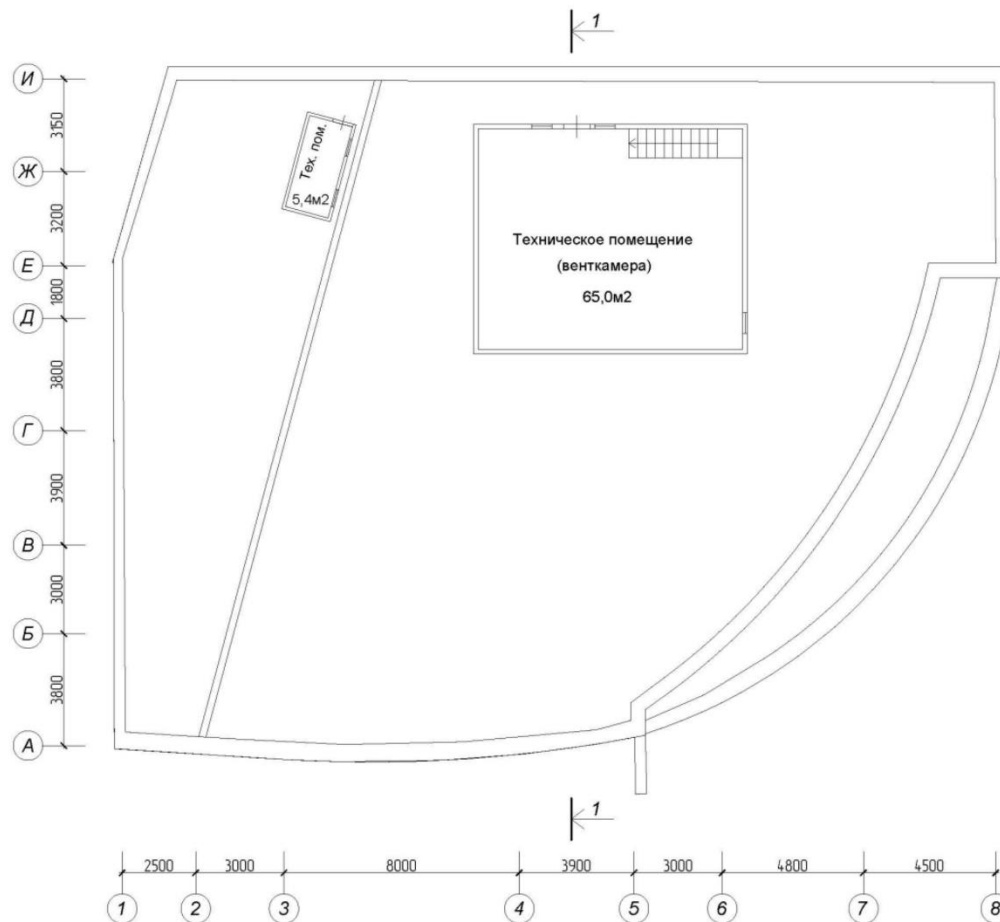 1
И
3150
Ж
3200
Е
1800
Д
3800
Г
3900
В
3000
Б
3800
А
Тех. пом.
5,4м2
Техническое помещение
(венткамера)
65,0м2
1
2500 3000 8000 3900 3000 4800 4500
1 2 3 4 5 6 7 8